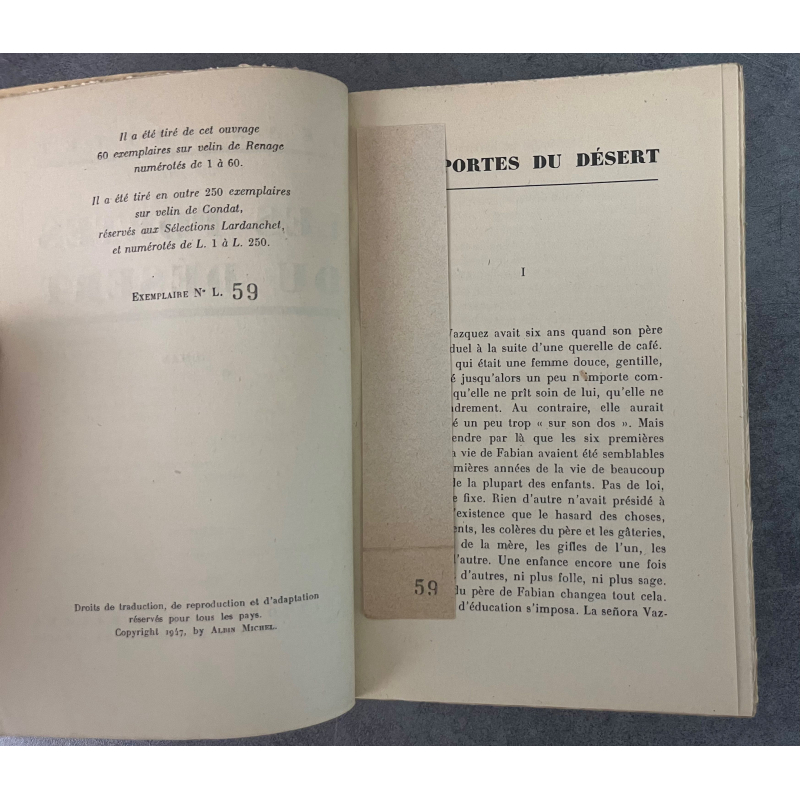 Il a été tiré de cet ouvrage
60 exemplaires sur velin de Renage
numérotés de 1 à 60.
Il a été tiré en outre 250 exemplaires
sur velin de Condat,
réservés aux Sélections Lardanchet,
et numérotés de L. 1 à L. 250.
EXEMPLAIRE N° L. 59
Droits de traduction, de reproduction et d'adaptation
réservés pour tous les pays.
Copyright 1947, by ALBIN MICHEL.
59
PORTES DU DÉSERT
I
Vazquez avait six ans quand son père
duel à la suite d'une querelle de café.
qui était une femme douce, gentille,
jusqu'alors un peu n'importe com-
qu'elle ne prît soin de lui, qu'elle ne
drement. Au contraire, elle aurait
é un peu trop « sur son dos ». Mais
endre par là que les six premières
vie de Fabian avaient été semblables
mières années de la vie de beaucoup
de la plupart des enfants. Pas de loi,
fixe. Rien d'autre n'avait présidé à
'existence que le hasard des choses,
ents, les colères du père et les gâteries,
de la mère, les gifles de l'un, les
d'autre. Une enfance encore une fois
d'autres, ni plus folle, ni plus sage.
du père de Fabian changea tout cela.
d'éducation s'imposa. La señora Vaz-